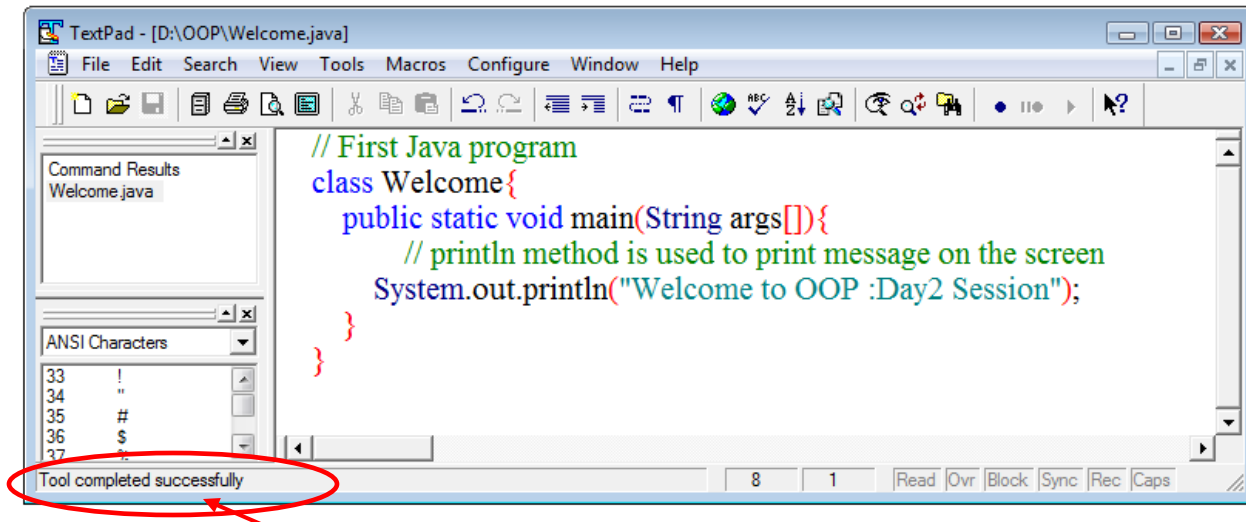 TextPad - [D:\OOP\Welcome.java]
File Edit Search View Tools Macros Configure Window Help
Command Results
Welcome.java
// First Java program
class Welcome{
public static void main(String args[]){
// println method is used to print message on the screen
System.out.println("Welcome to OOP :Day2 Session");
}
}
ANSI Characters
33 !
34 "
35 #
36 $
37 %
Tool completed successfully
8 1 Read Ovr Block Sync Rec Caps